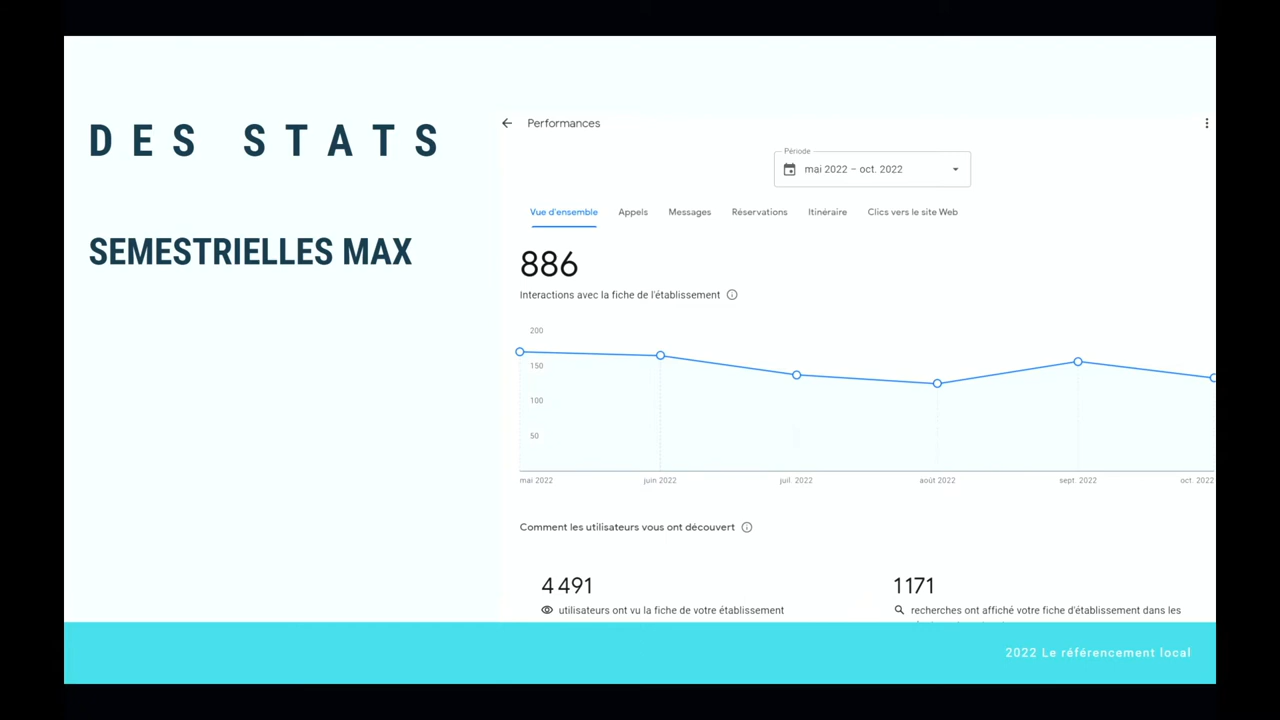 DES STATS
SEMESTRIELLES MAX
Performances
Période
mai 2022 – oct. 2022
Vue d'ensemble Appels Messages Réservations Itinéraire Clics vers le site Web
886
Interactions avec la fiche de l'établissement
200
150
100
50
mai 2022 juin 2022 juil. 2022 août 2022 sept. 2022 oct. 2022
Comment les utilisateurs vous ont découvert
4 491
utilisateurs ont vu la fiche de votre établissement
1 171
recherches ont affiché votre fiche d'établissement dans les
2022 Le référencement local